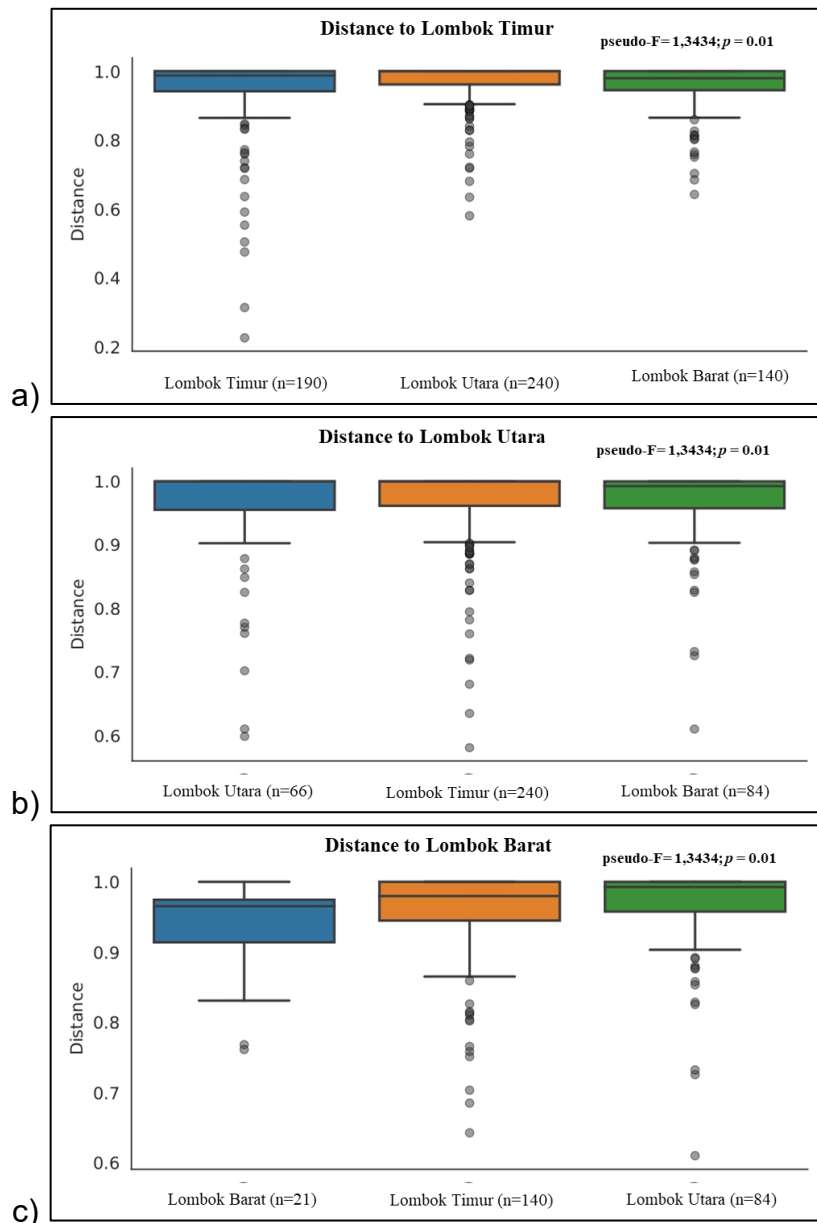 Distance to Lombok Timur
pseudo-F= 1,3434; p = 0.01
1.0
0.8
0.6
0.4
0.2
Distance
Lombok Timur (n=190)
Lombok Utara (n=240)
Lombok Barat (n=140)
a)
Distance to Lombok Utara
pseudo-F= 1,3434; p = 0.01
1.0
0.9
0.8
0.7
0.6
Distance
Lombok Utara (n=66)
Lombok Timur (n=240)
Lombok Barat (n=84)
b)
Distance to Lombok Barat
pseudo-F= 1,3434; p = 0.01
1.0
0.9
0.8
0.7
0.6
Distance
Lombok Barat (n=21)
Lombok Timur (n=140)
Lombok Utara (n=84)
c)